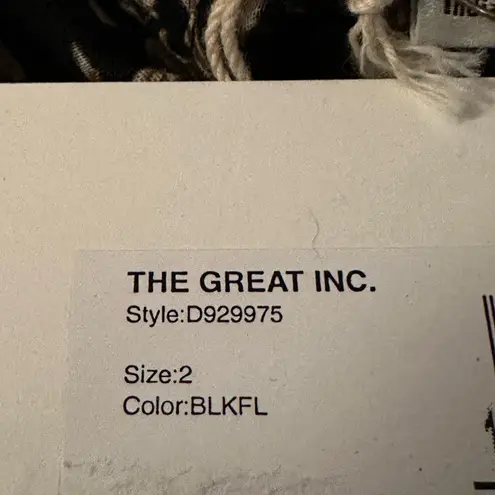 THE GREAT INC.
Style:D929975
Size:2
Color:BLKFL